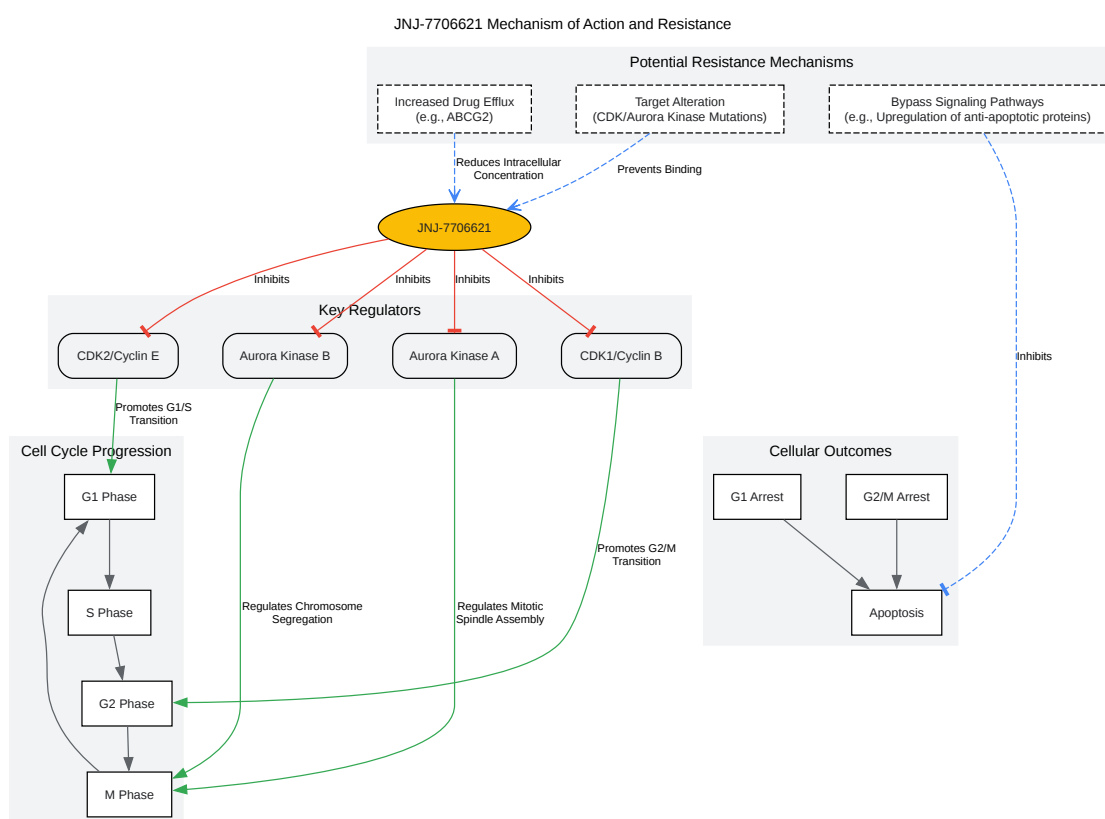 JNJ-7706621 Mechanism of Action and Resistance
Potential Resistance Mechanisms
Increased Drug Efflux
(e.g., ABCG2)
Target Alteration
(CDK/Aurora Kinase Mutations)
Bypass Signaling Pathways
(e.g., Upregulation of anti-apoptotic proteins)
Reduces Intracellular
Concentration
Prevents Binding
JNJ-7706621
Inhibits
Inhibits
Inhibits
Inhibits
Key Regulators
CDK2/Cyclin E
Aurora Kinase B
Aurora Kinase A
CDK1/Cyclin B
Inhibits
Promotes G1/S
Transition
Cell Cycle Progression
Cellular Outcomes
G1 Phase
G1 Arrest
G2/M Arrest
Promotes G2/M
Transition
S Phase
Regulates Chromosome
Segregation
Regulates Mitotic
Spindle Assembly
Apoptosis
G2 Phase
M Phase